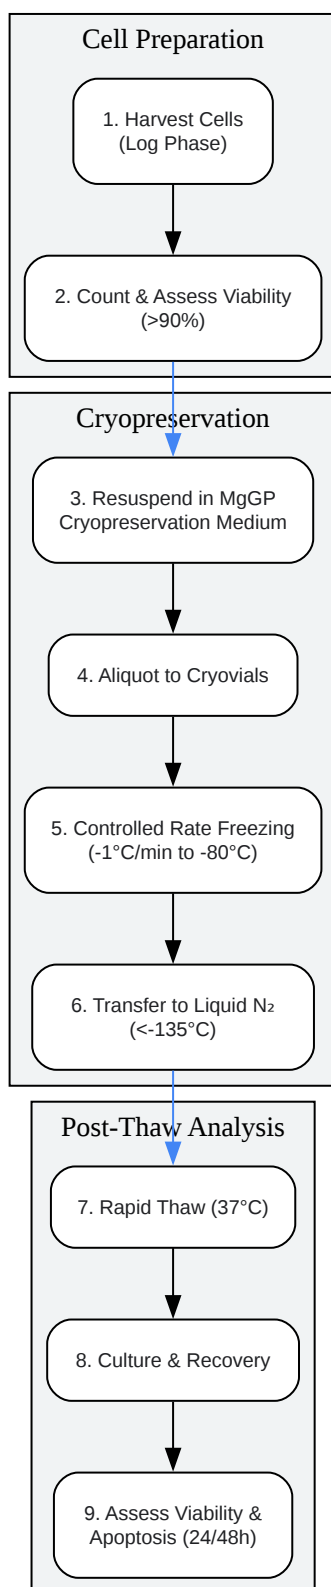 Cell Preparation
1. Harvest Cells
(Log Phase)
2. Count & Assess Viability
(>90%)
Cryopreservation
3. Resuspend in MgGP
Cryopreservation Medium
4. Aliquot to Cryovials
5. Controlled Rate Freezing
(-1°C/min to -80°C)
6. Transfer to Liquid N₂
(<-135°C)
Post-Thaw Analysis
7. Rapid Thaw (37°C)
8. Culture & Recovery
9. Assess Viability &
Apoptosis (24/48h)